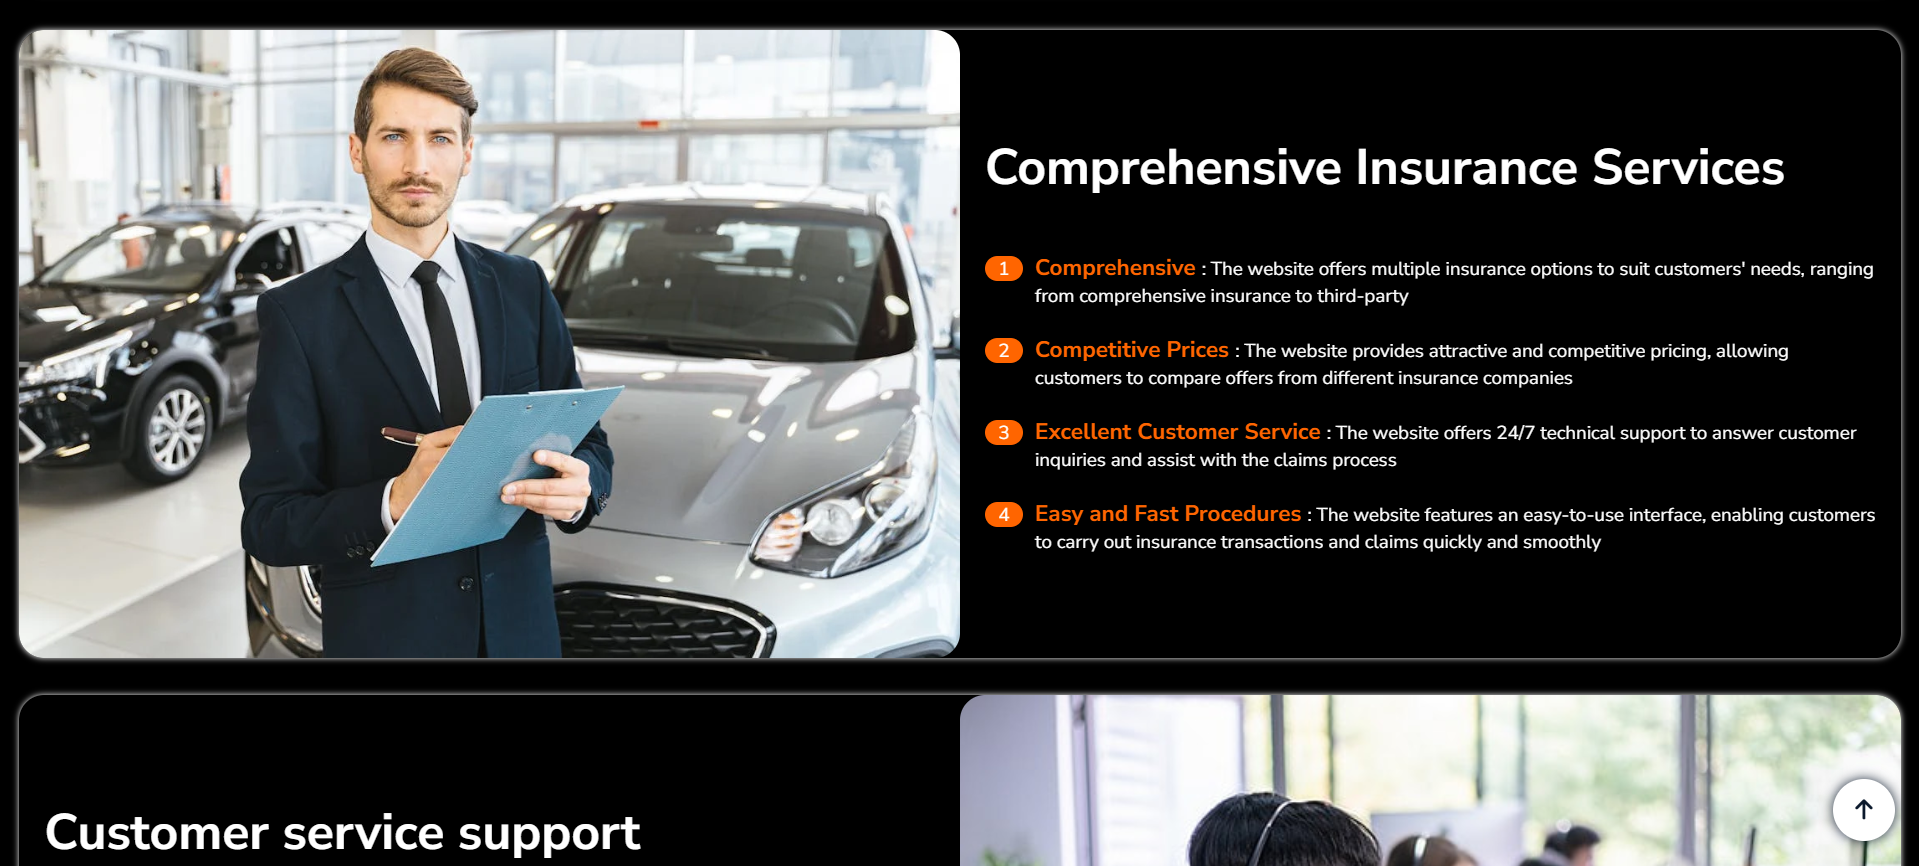 Comprehensive Insurance Services
1 Comprehensive : The website offers multiple insurance options to suit customers' needs, ranging
from comprehensive insurance to third-party
2 Competitive Prices : The website provides attractive and competitive pricing, allowing
customers to compare offers from different insurance companies
3 Excellent Customer Service : The website offers 24/7 technical support to answer customer
inquiries and assist with the claims process
4 Easy and Fast Procedures : The website features an easy-to-use interface, enabling customers
to carry out insurance transactions and claims quickly and smoothly
Customer service support